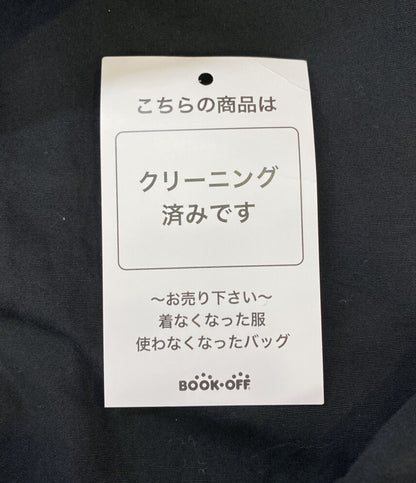 こちらの商品は
クリーニング
済みです
～お売り下さい～
着なくなった服
使わなくなったバッグ
BOOK・OFF